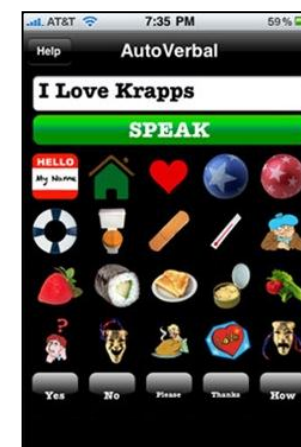 AT&T 7:35 PM 59%
Help AutoVerbal
I Love Krapps
SPEAK
HELLO
My Name
?
Yes No Please Thanks How